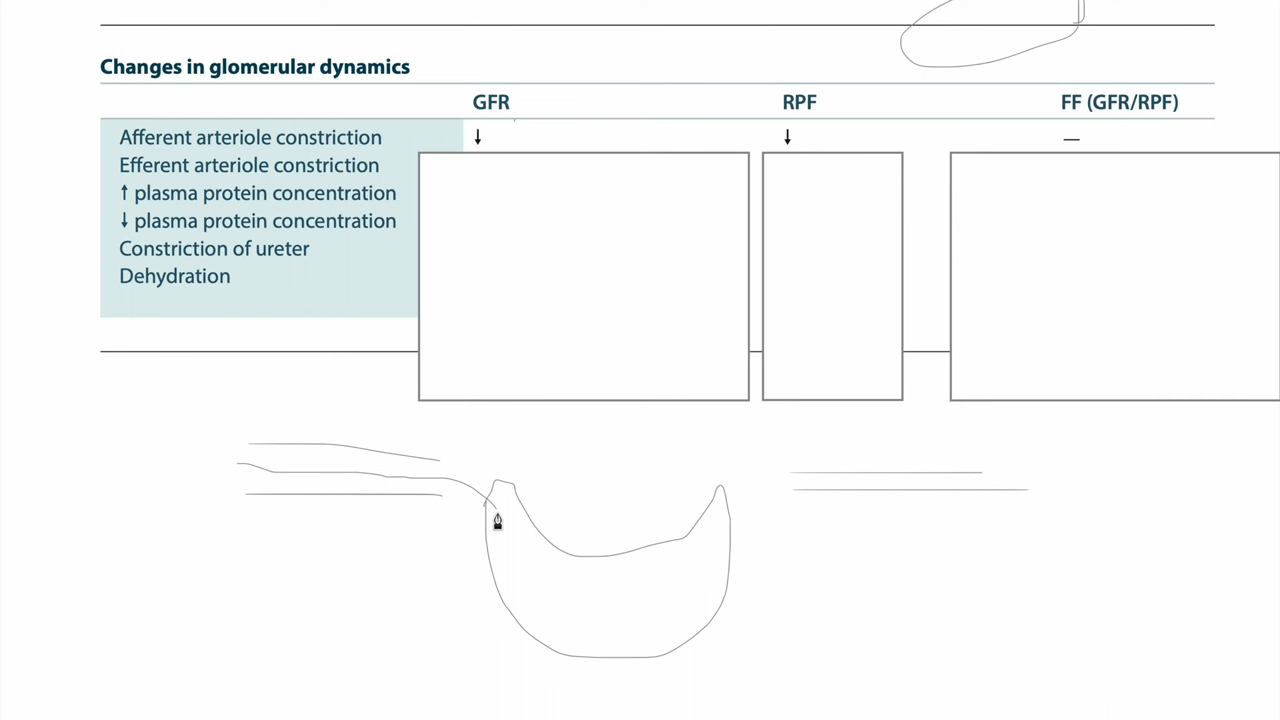 Changes in glomerular dynamics
GFR RPF FF (GFR/RPF)
Afferent arteriole constriction ↓ ↓ —
Efferent arteriole constriction
↑ plasma protein concentration
↓ plasma protein concentration
Constriction of ureter
Dehydration